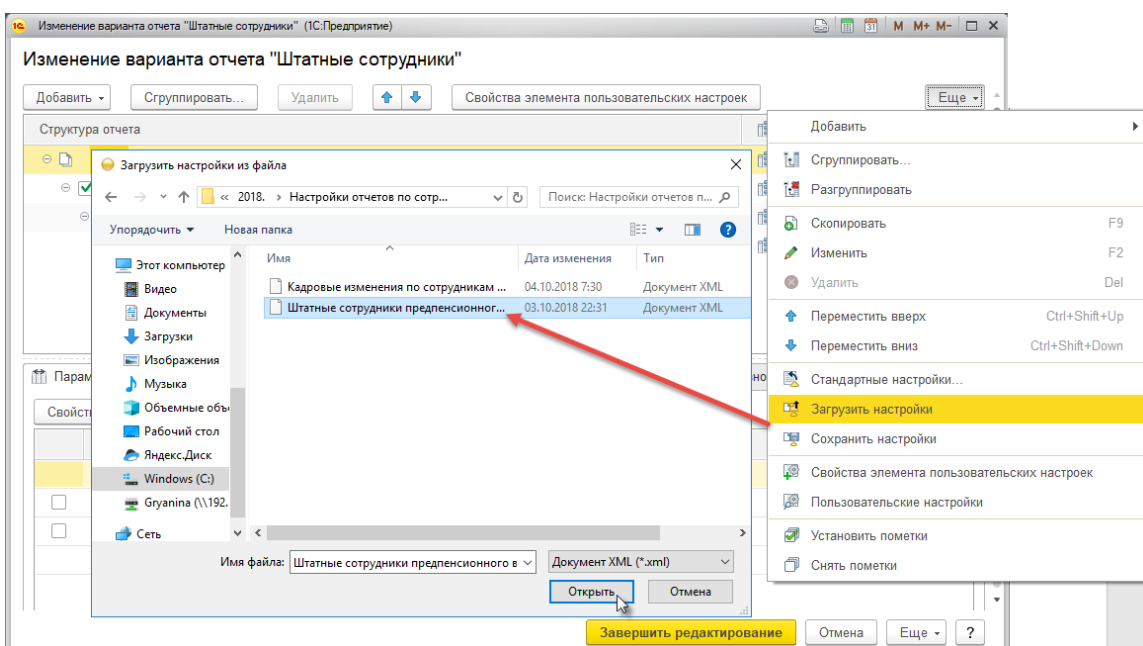 Изменение варианта отчета "Штатные сотрудники" (1С:Предприятие)
M M+ M-
Изменение варианта отчета "Штатные сотрудники"
Добавить
Сгруппировать...
Удалить
Свойства элемента пользовательских настроек
Еще
Структура отчета
Загрузить настройки из файла
« 2018. > Настройки отчетов по сотр...
Поиск: Настройки отчетов п...
Упорядочить
Новая папка
Имя
Дата изменения
Тип
Этот компьютер
Видео
Документы
Загрузки
Изображения
Музыка
Объемные объ
Рабочий стол
Яндекс.Диск
Windows (C:)
Gryanina (\\192.
Сеть
Кадровые изменения по сотрудникам ... 04.10.2018 7:30 Документ XML
Штатные сотрудники предпенсионног... 03.10.2018 22:31 Документ XML
Имя файла: Штатные сотрудники предпенсионного в
Документ XML (*.xml)
Открыть
Отмена
Парам
но
Свойст
Добавить
Сгруппировать...
Разгруппировать
Скопировать F9
Изменить F2
Удалить Del
Переместить вверх Ctrl+Shift+Up
Переместить вниз Ctrl+Shift+Down
Стандартные настройки...
Загрузить настройки
Сохранить настройки
Свойства элемента пользовательских настроек
Пользовательские настройки
Установить пометки
Снять пометки
Завершить редактирование
Отмена
Еще
?